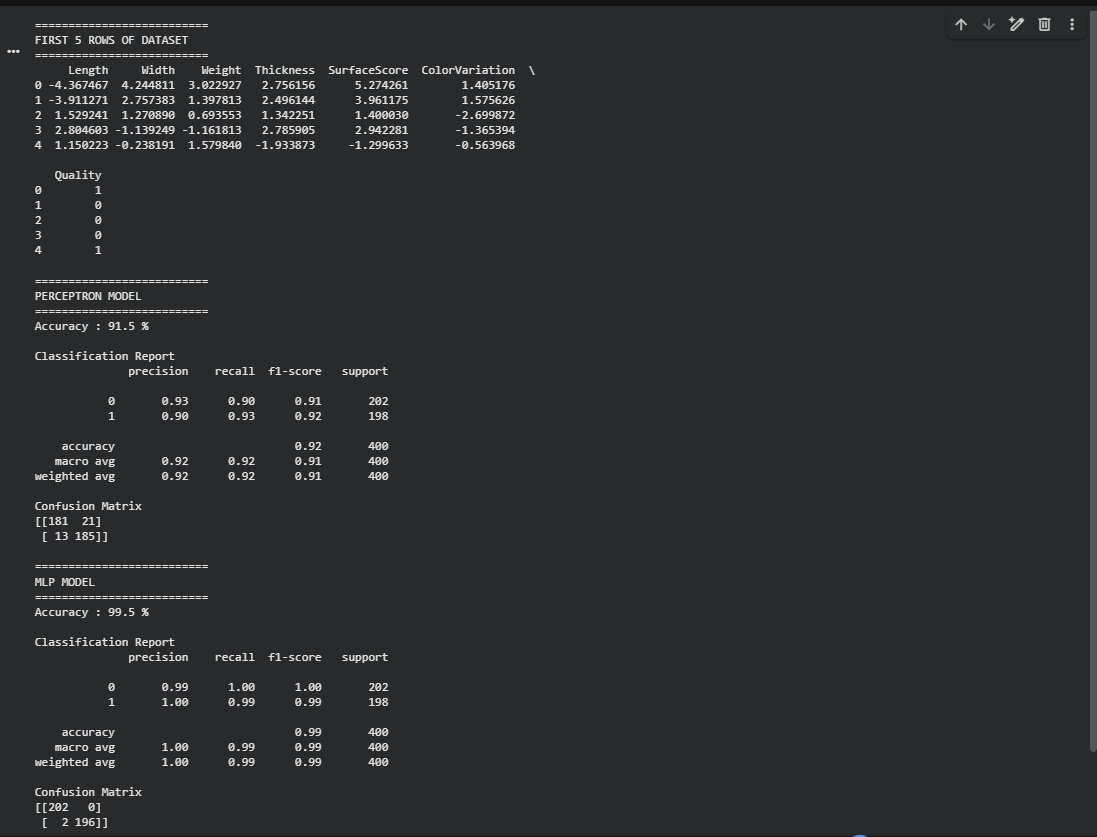 ==========================
FIRST 5 ROWS OF DATASET
==========================
     Length     Width    Weight  Thickness  SurfaceScore  ColorVariation  \
0 -4.367467  4.244811  3.022927   2.756156      5.274261        1.405176
1 -3.911271  2.757383  1.397813   2.496144      3.961175        1.575626
2  1.529241  1.270890  0.693553   1.342251      1.400030       -2.699872
3  2.804603 -1.139249 -1.161813   2.785905      2.942281       -1.365394
4  1.150223 -0.238191  1.579840  -1.933873     -1.299633       -0.563968

   Quality
0        1
1        0
2        0
3        0
4        1

==========================
PERCEPTRON MODEL
==========================
Accuracy : 91.5 %

Classification Report
              precision    recall  f1-score   support

           0       0.93      0.90      0.91       202
           1       0.90      0.93      0.92       198

    accuracy                           0.92       400
   macro avg       0.92      0.92      0.91       400
weighted avg       0.92      0.92      0.91       400

Confusion Matrix
[[181  21]
 [ 13 185]]

==========================
MLP MODEL
==========================
Accuracy : 99.5 %

Classification Report
              precision    recall  f1-score   support

           0       0.99      1.00      1.00       202
           1       1.00      0.99      0.99       198

    accuracy                           0.99       400
   macro avg       1.00      0.99      0.99       400
weighted avg       1.00      0.99      0.99       400

Confusion Matrix
[[202   0]
 [  2 196]]